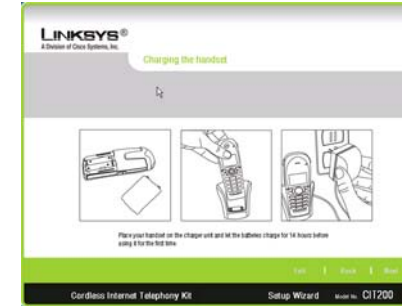 LINKSYS®
A Division of Cisco Systems, Inc.
Charging the handset
Place your handset on the charger unit and let the batteries charge for 14 hours before
using it for the first time.
Exit | Back | Next
Cordless Internet Telephony Kit Setup Wizard Model No. CIT200